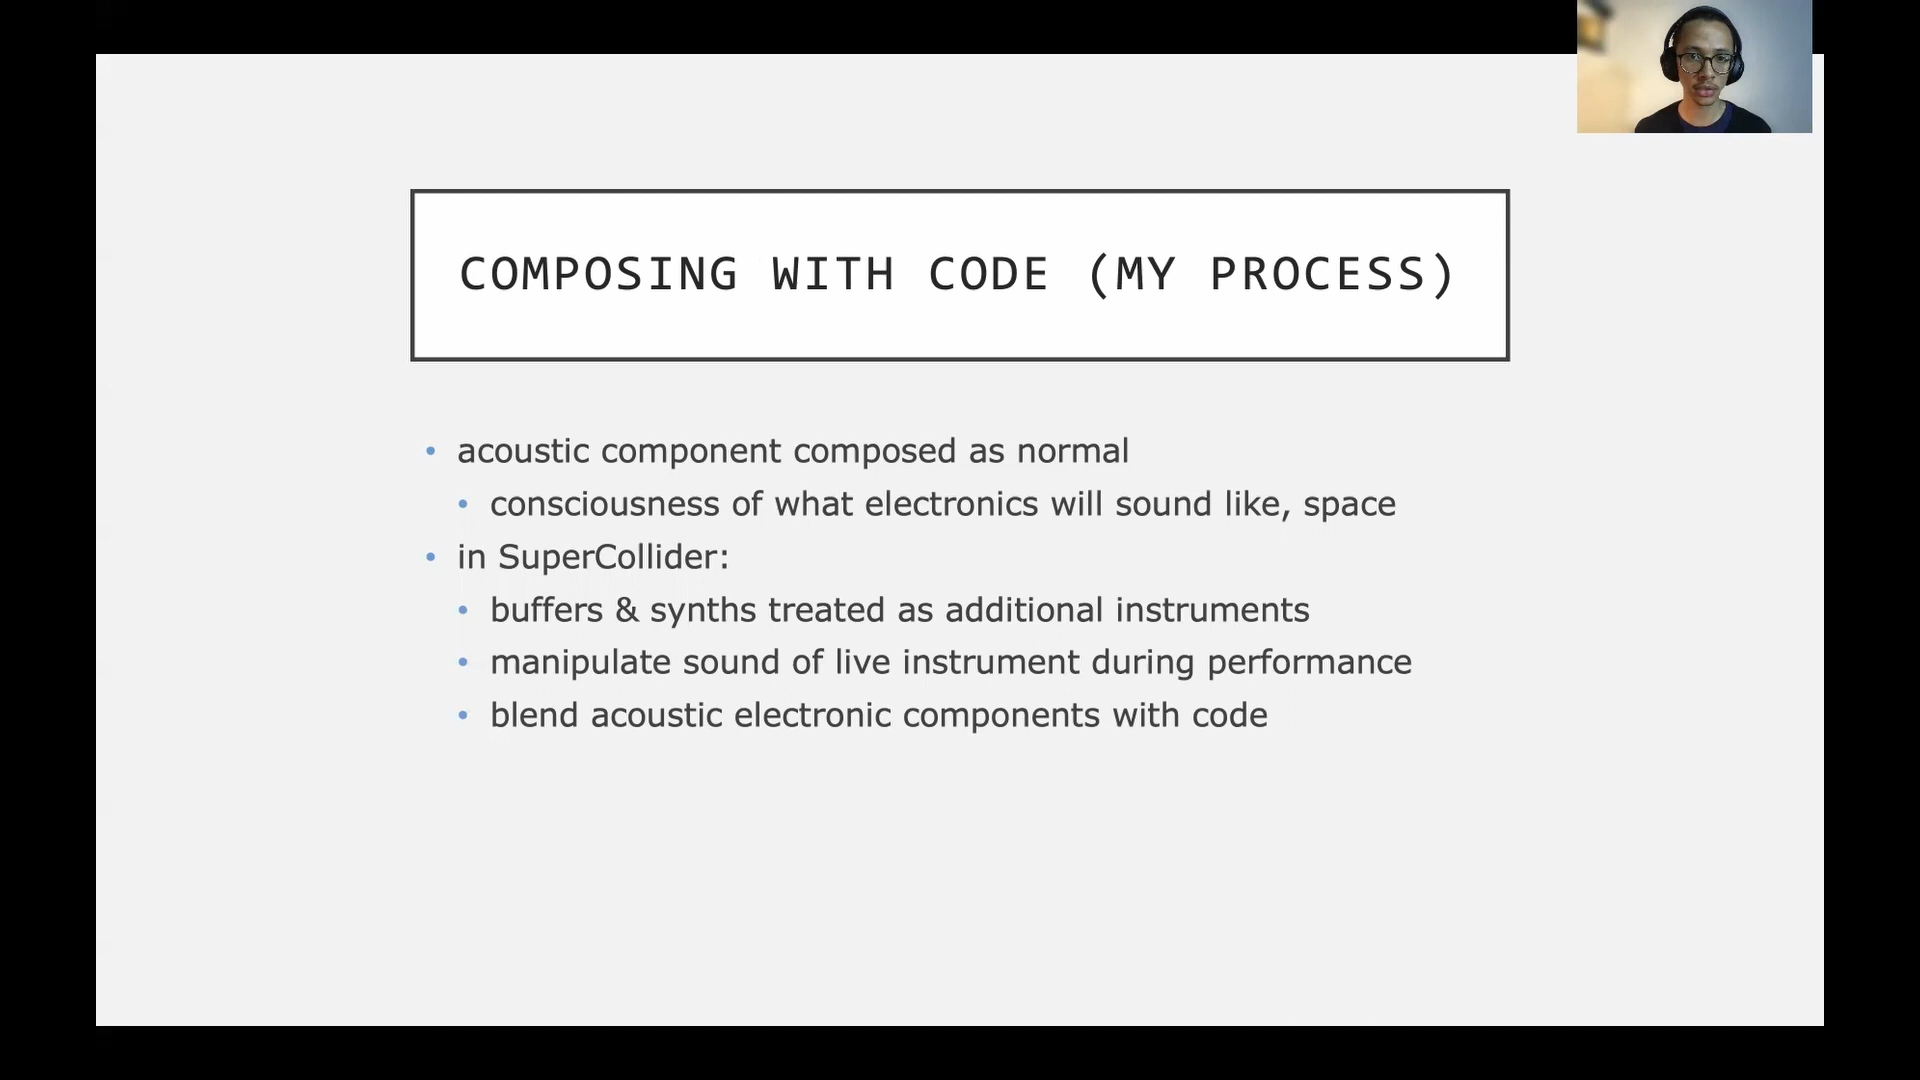 COMPOSING WITH CODE (MY PROCESS)
• acoustic component composed as normal
• consciousness of what electronics will sound like, space
• in SuperCollider:
• buffers & synths treated as additional instruments
• manipulate sound of live instrument during performance
• blend acoustic electronic components with code